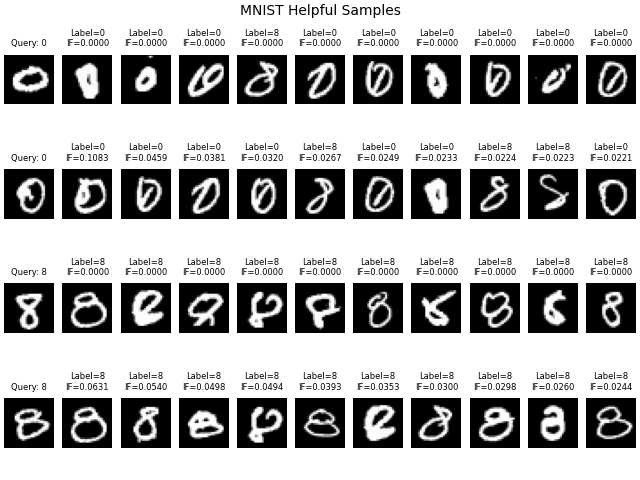 MNIST Helpful Samples
Label=0 Label=0 Label=0 Label=8 Label=0 Label=0 Label=0 Label=0 Label=0 Label=0
Query: 0 IF=0.0000 IF=0.0000 IF=0.0000 IF=0.0000 IF=0.0000 IF=0.0000 IF=0.0000 IF=0.0000 IF=0.0000 IF=0.0000
Label=0 Label=0 Label=0 Label=0 Label=8 Label=0 Label=0 Label=8 Label=8 Label=0
Query: 0 IF=0.1083 IF=0.0459 IF=0.0381 IF=0.0320 IF=0.0267 IF=0.0249 IF=0.0233 IF=0.0224 IF=0.0223 IF=0.0221
Label=8 Label=8 Label=8 Label=8 Label=8 Label=8 Label=8 Label=8 Label=8 Label=8
Query: 8 IF=0.0000 IF=0.0000 IF=0.0000 IF=0.0000 IF=0.0000 IF=0.0000 IF=0.0000 IF=0.0000 IF=0.0000 IF=0.0000
Label=8 Label=8 Label=8 Label=8 Label=8 Label=8 Label=8 Label=8 Label=8 Label=8
Query: 8 IF=0.0631 IF=0.0540 IF=0.0498 IF=0.0494 IF=0.0393 IF=0.0353 IF=0.0300 IF=0.0298 IF=0.0260 IF=0.0244